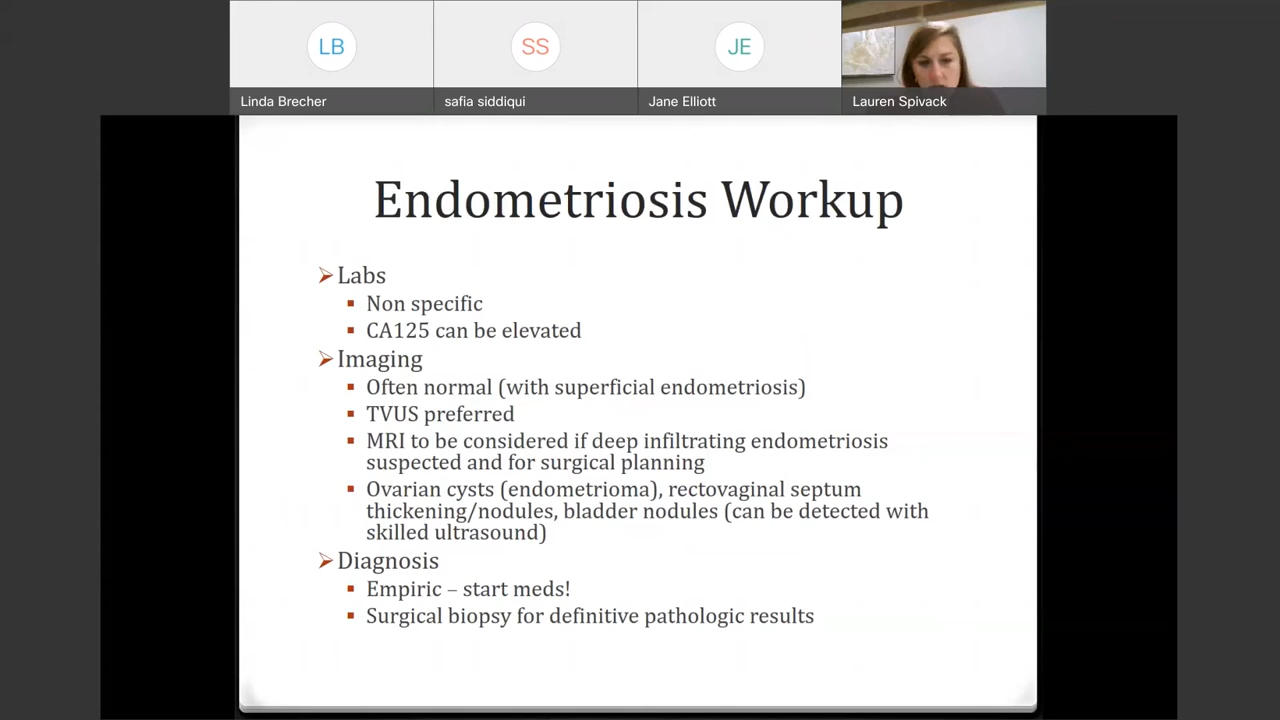 LB
SS
JE
Linda Brecher
safia siddiqui
Jane Elliott
Lauren Spivack
Endometriosis Workup
Labs
Non specific
CA125 can be elevated
Imaging
Often normal (with superficial endometriosis)
TVUS preferred
MRI to be considered if deep infiltrating endometriosis
suspected and for surgical planning
Ovarian cysts (endometrioma), rectovaginal septum
thickening/nodules, bladder nodules (can be detected with
skilled ultrasound)
Diagnosis
Empiric – start meds!
Surgical biopsy for definitive pathologic results